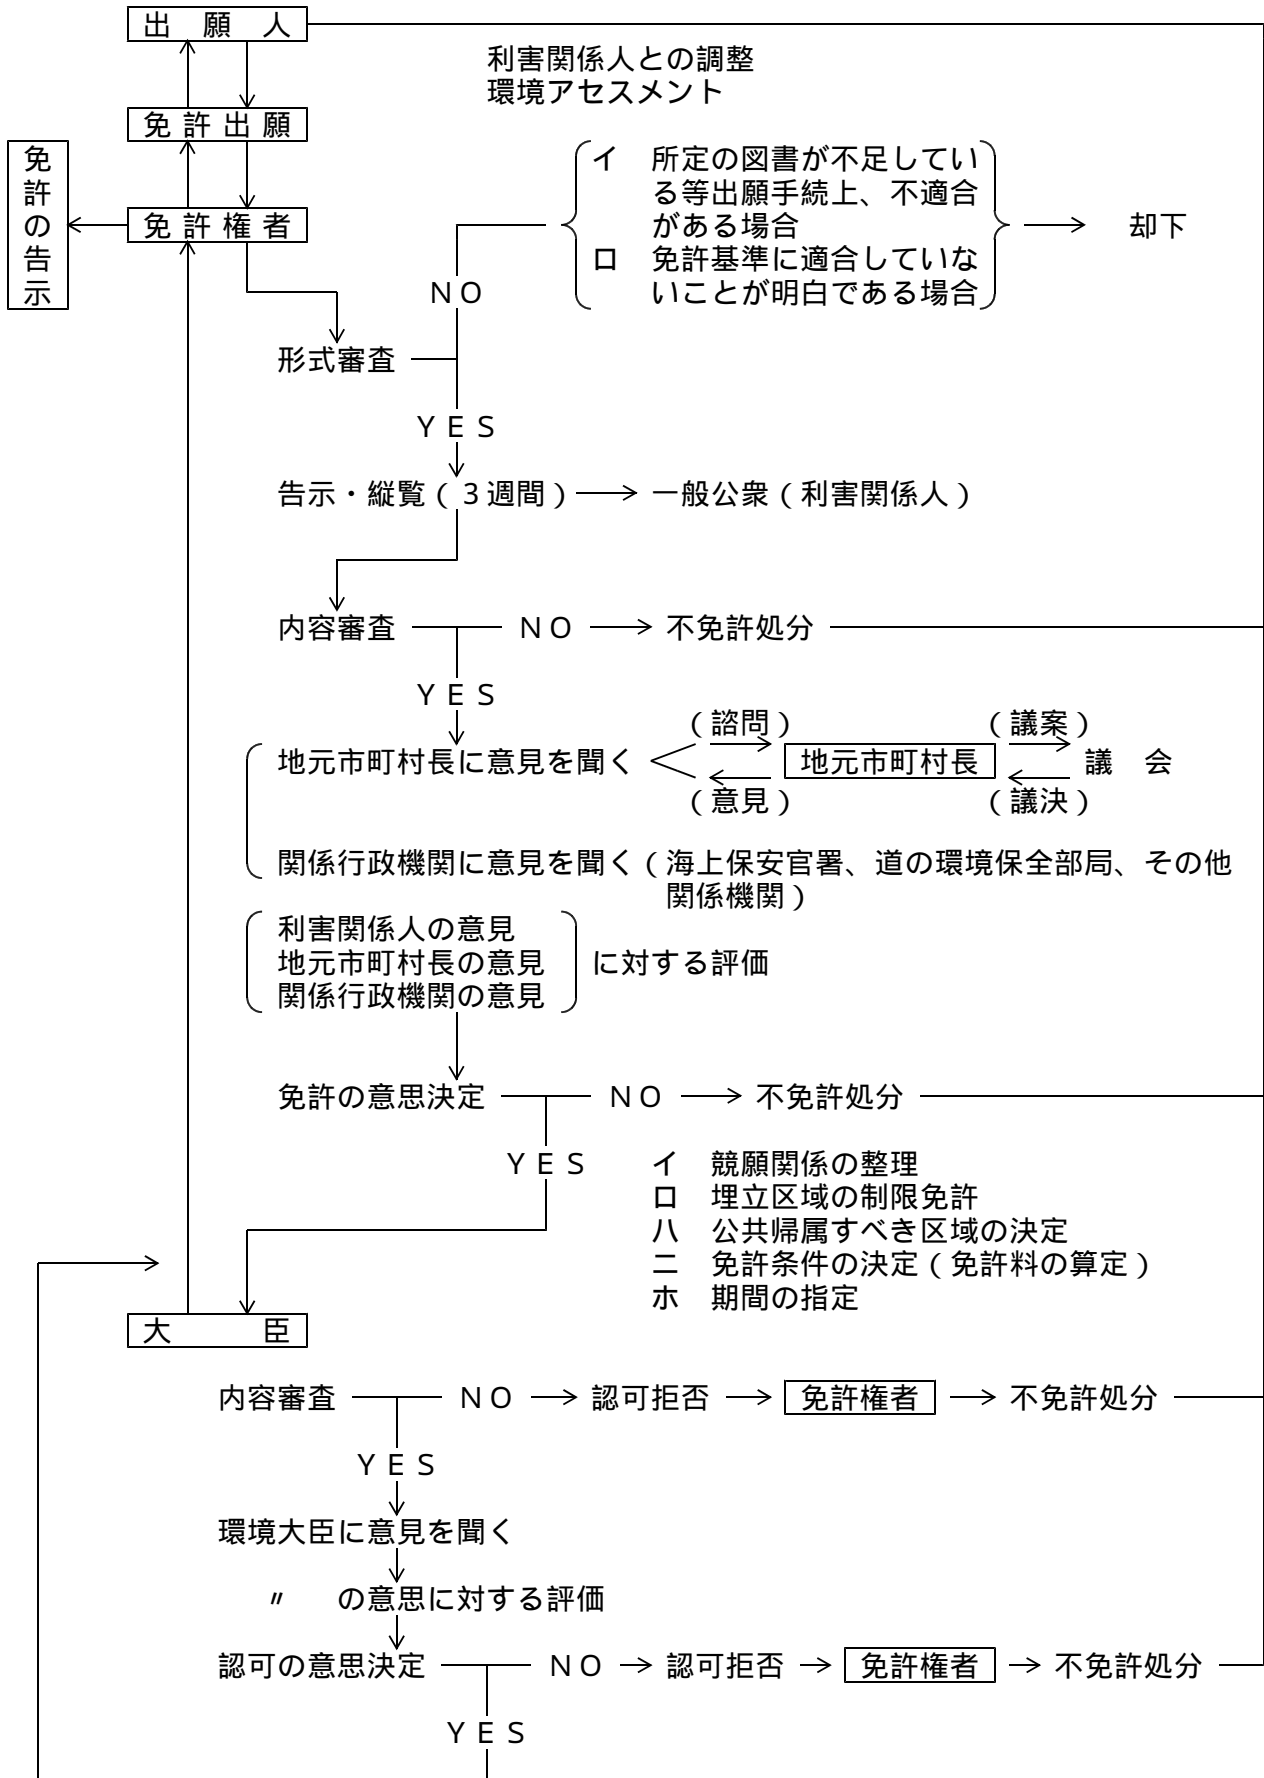 出　願　人
利害関係人との調整
環境アセスメント
免許出願
免許の告示
免許権者
イ　所定の図書が不足してい
る等出願手続上、不適合
がある場合
ロ　免許基準に適合していな
いことが明白である場合
却下
ＮＯ
形式審査
ＹＥＳ
告示・縦覧（３週間）
一般公衆（利害関係人）
内容審査
ＮＯ
不免許処分
ＹＥＳ
（諮問）
（議案）
地元市町村長に意見を聞く
地元市町村長
議　会
（意見）
（議決）
関係行政機関に意見を聞く（海上保安官署、道の環境保全部局、その他
関係機関）
利害関係人の意見
地元市町村長の意見
に対する評価
関係行政機関の意見
免許の意思決定
ＮＯ
不免許処分
ＹＥＳ
イ　競願関係の整理
ロ　埋立区域の制限免許
ハ　公共帰属すべき区域の決定
ニ　免許条件の決定（免許料の算定）
ホ　期間の指定
大　　　臣
内容審査
ＮＯ
認可拒否
免許権者
不免許処分
ＹＥＳ
環境大臣に意見を聞く
〃　の意思に対する評価
認可の意思決定
ＮＯ
認可拒否
免許権者
不免許処分
ＹＥＳ